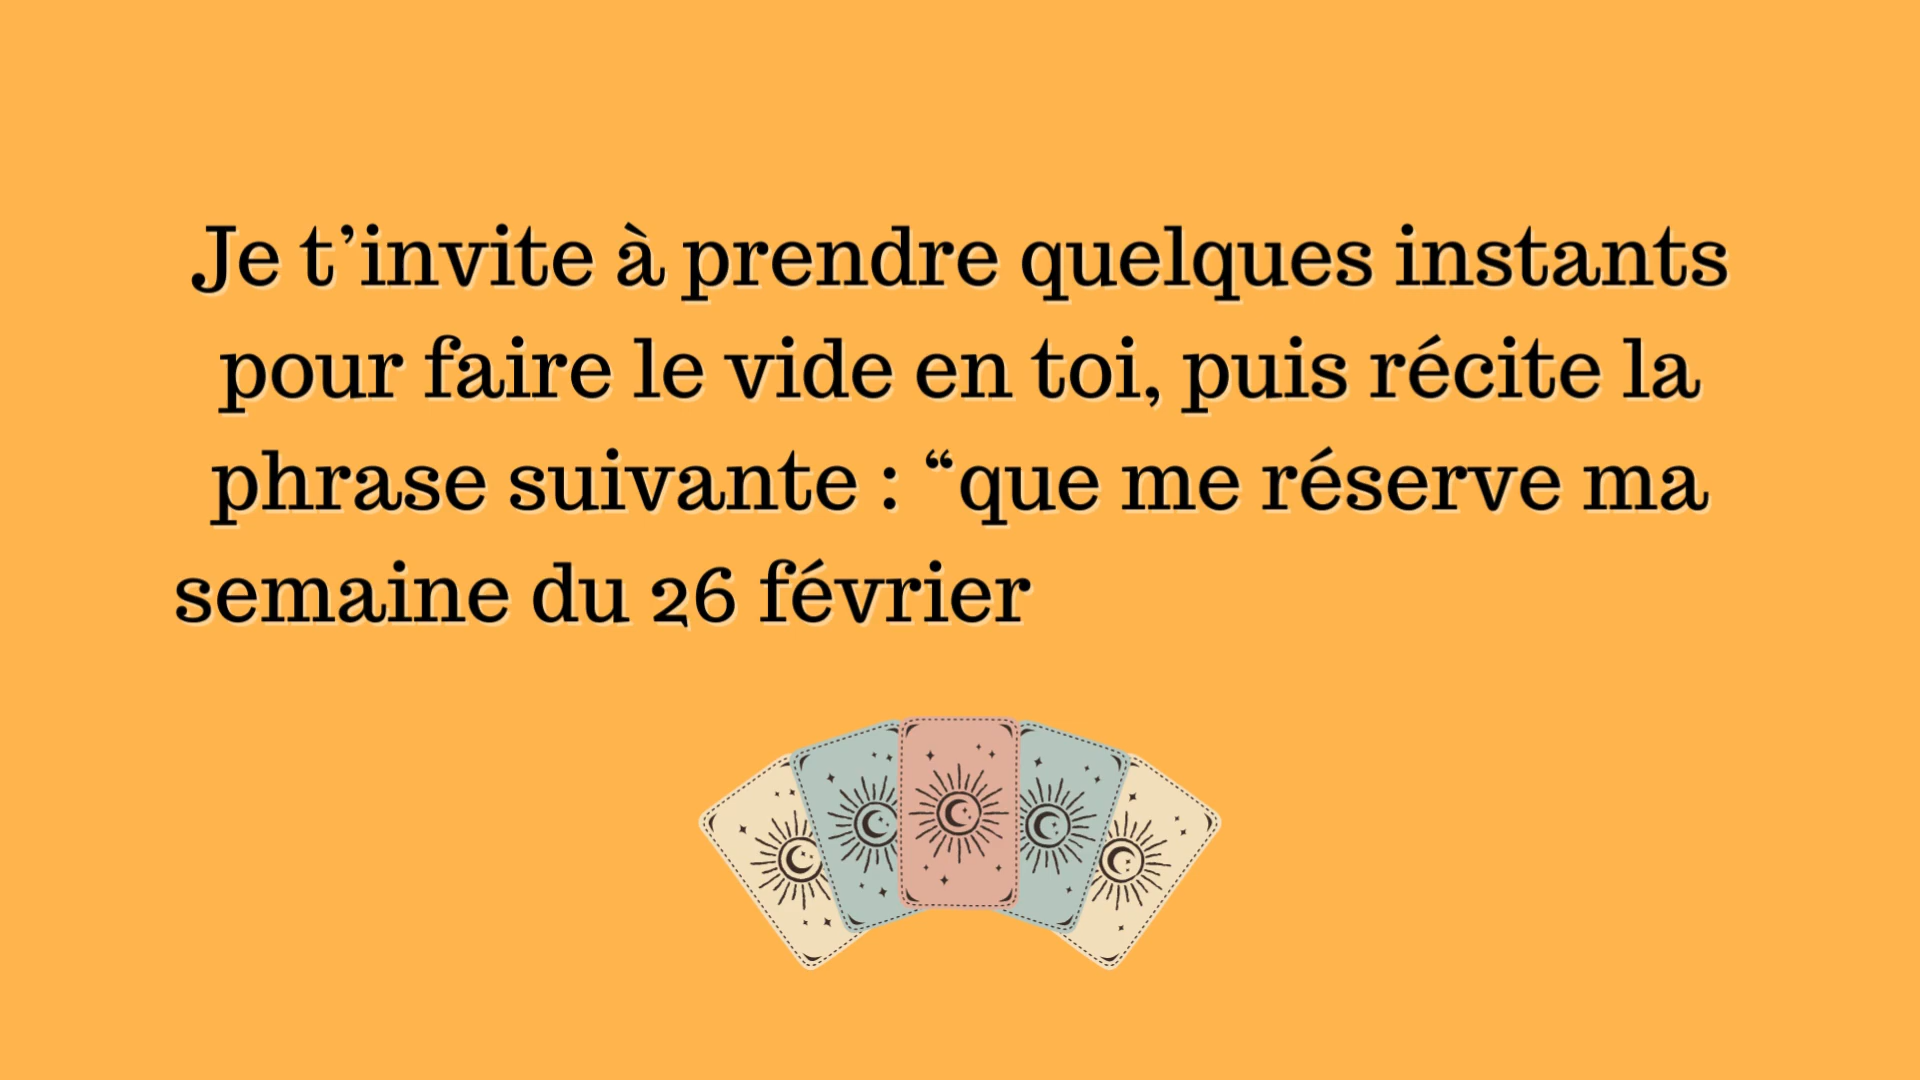 Je t’invite à prendre quelques instants
pour faire le vide en toi, puis récite la
phrase suivante : “que me réserve ma
semaine du 26 février